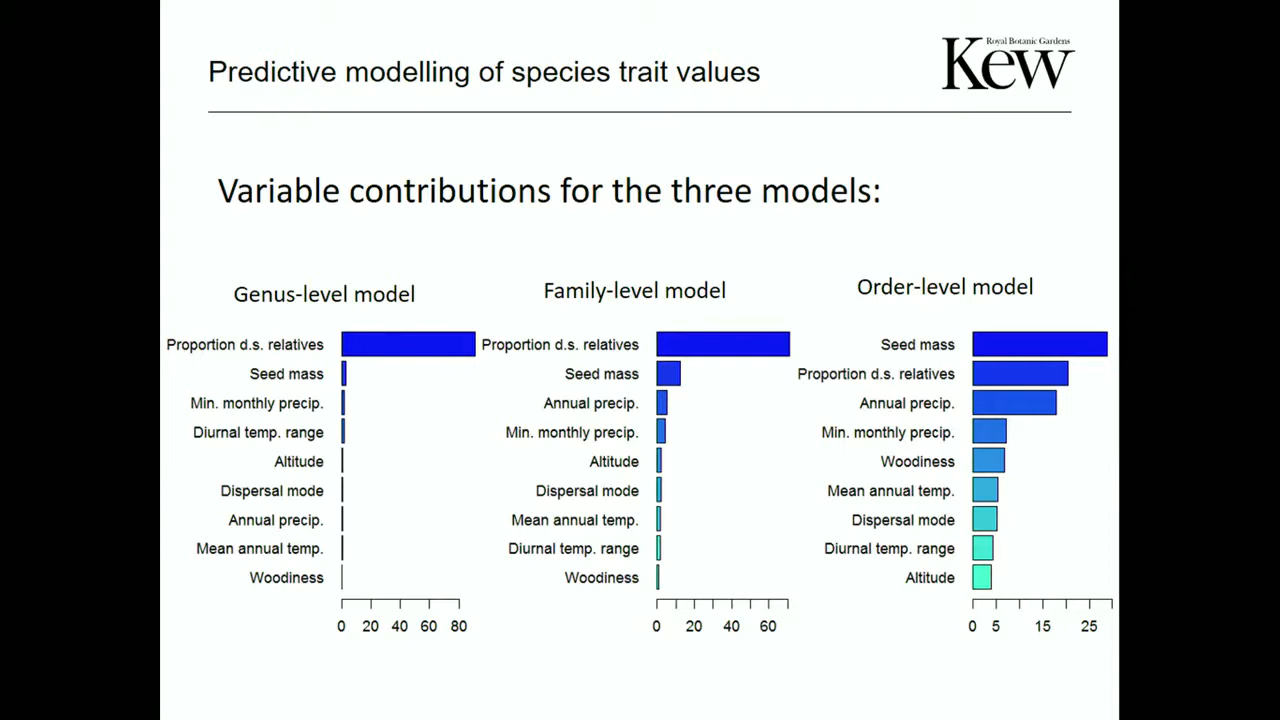 Predictive modelling of species trait values
Royal Botanic Gardens
Kew
Variable contributions for the three models:
Genus-level model
Proportion d.s. relatives
Seed mass
Min. monthly precip.
Diurnal temp. range
Altitude
Dispersal mode
Annual precip.
Mean annual temp.
Woodiness
0 20 40 60 80
Family-level model
Proportion d.s. relatives
Seed mass
Annual precip.
Min. monthly precip.
Altitude
Dispersal mode
Mean annual temp.
Diurnal temp. range
Woodiness
0 20 40 60
Order-level model
Seed mass
Proportion d.s. relatives
Annual precip.
Min. monthly precip.
Woodiness
Mean annual temp.
Dispersal mode
Diurnal temp. range
Altitude
0 5 15 25